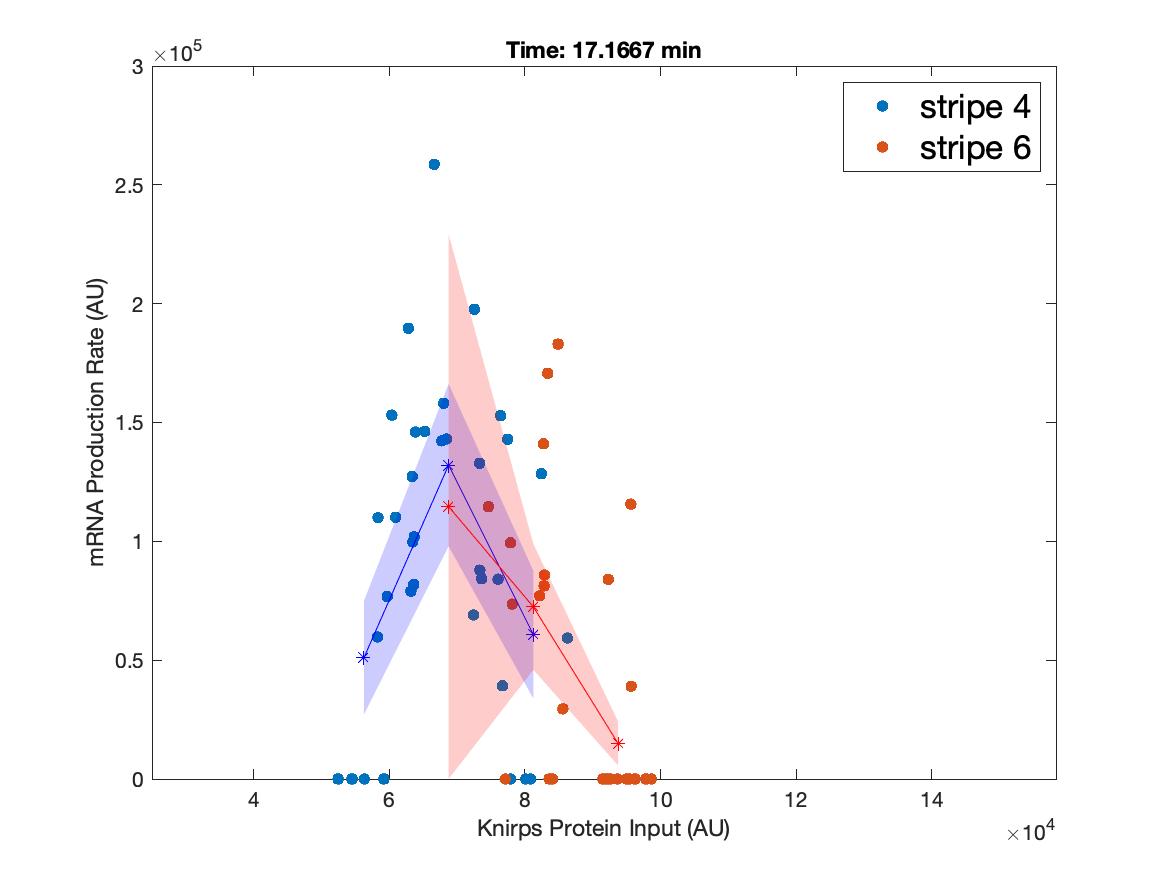 Time: 17.1667 min
×10^5
3
2.5
2
1.5
1
0.5
0
mRNA Production Rate (AU)
stripe 4
stripe 6
4 6 8 10 12 14
Knirps Protein Input (AU)
×10^4